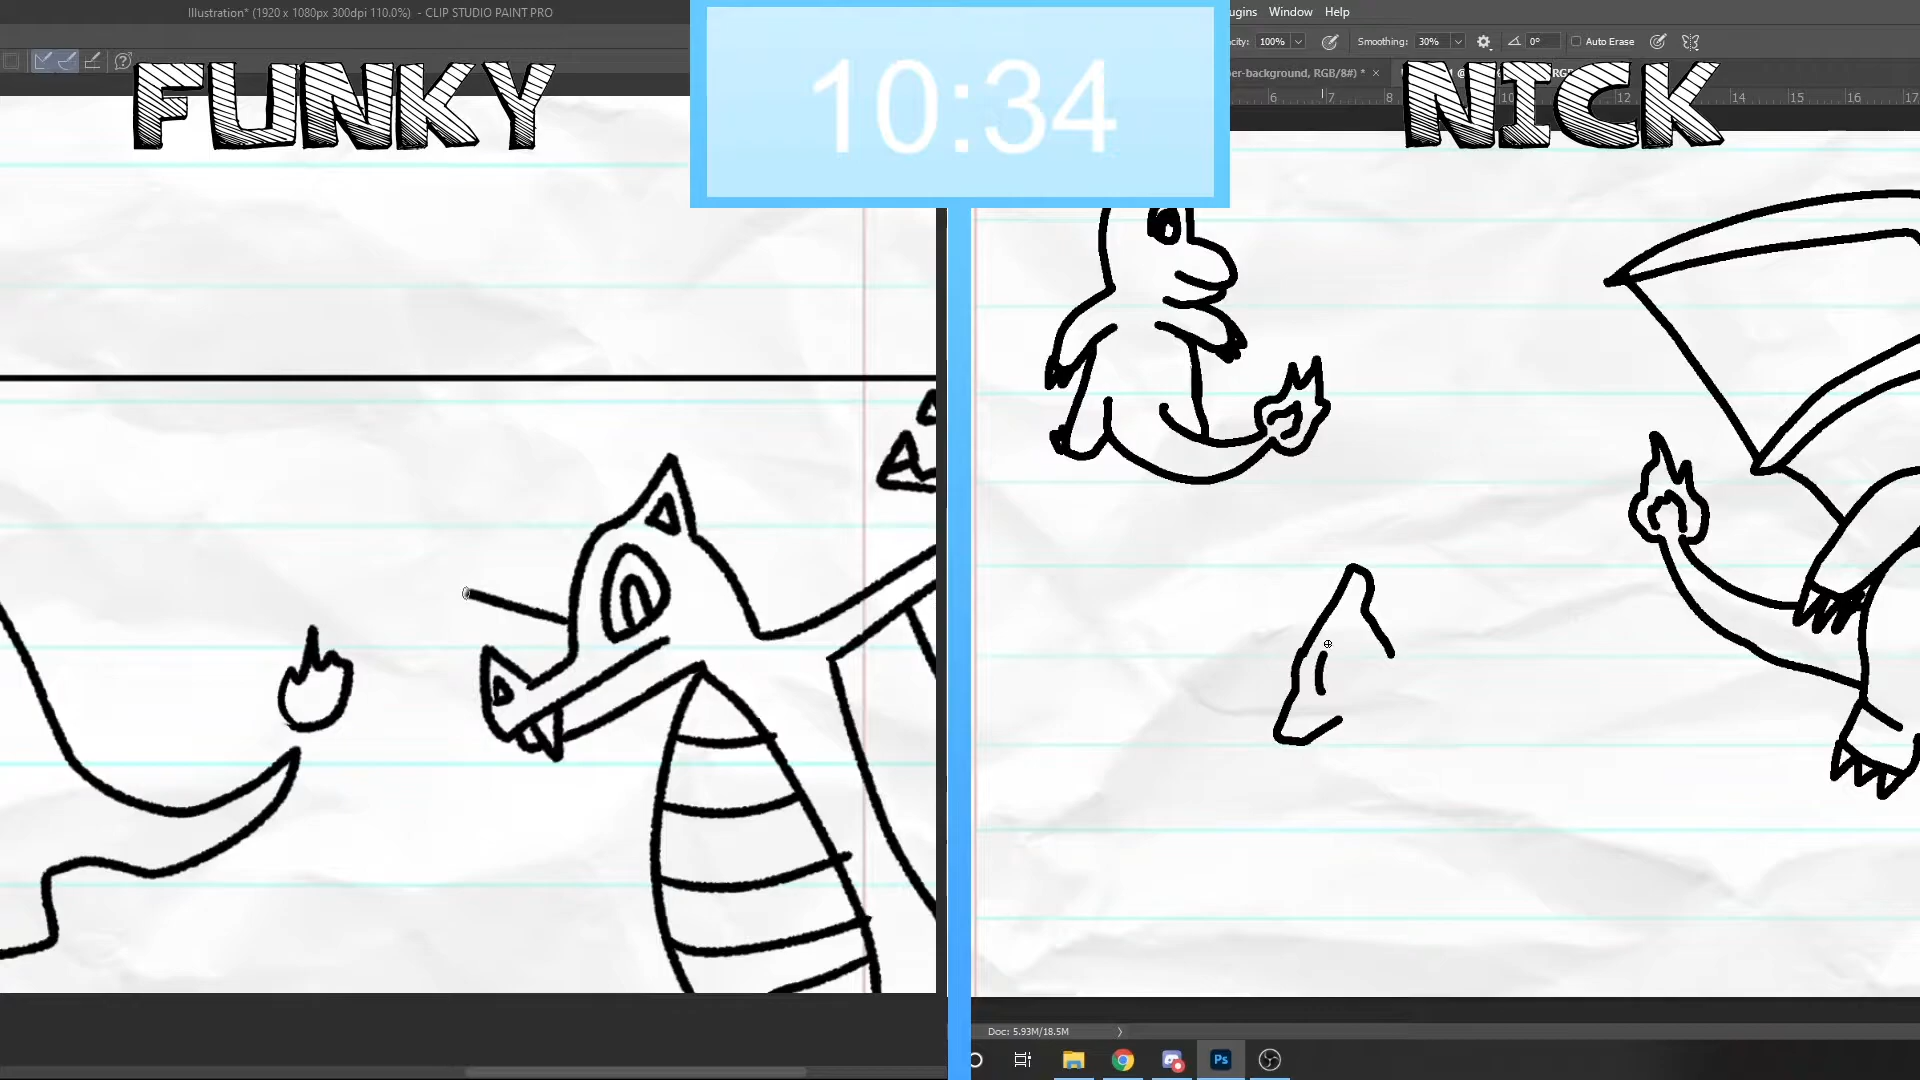 Illustration* (1920 x 1080px 300dpi 110.0%) - CLIP STUDIO PAINT PRO
FUNKY
10:34
Window Help
100% Smoothing: 30% 0° Auto Erase
per-background, RGB/8#) *
NICK
6 7 8 10 12 14 15 16 17
Doc: 5.93M/18.5M
Ps